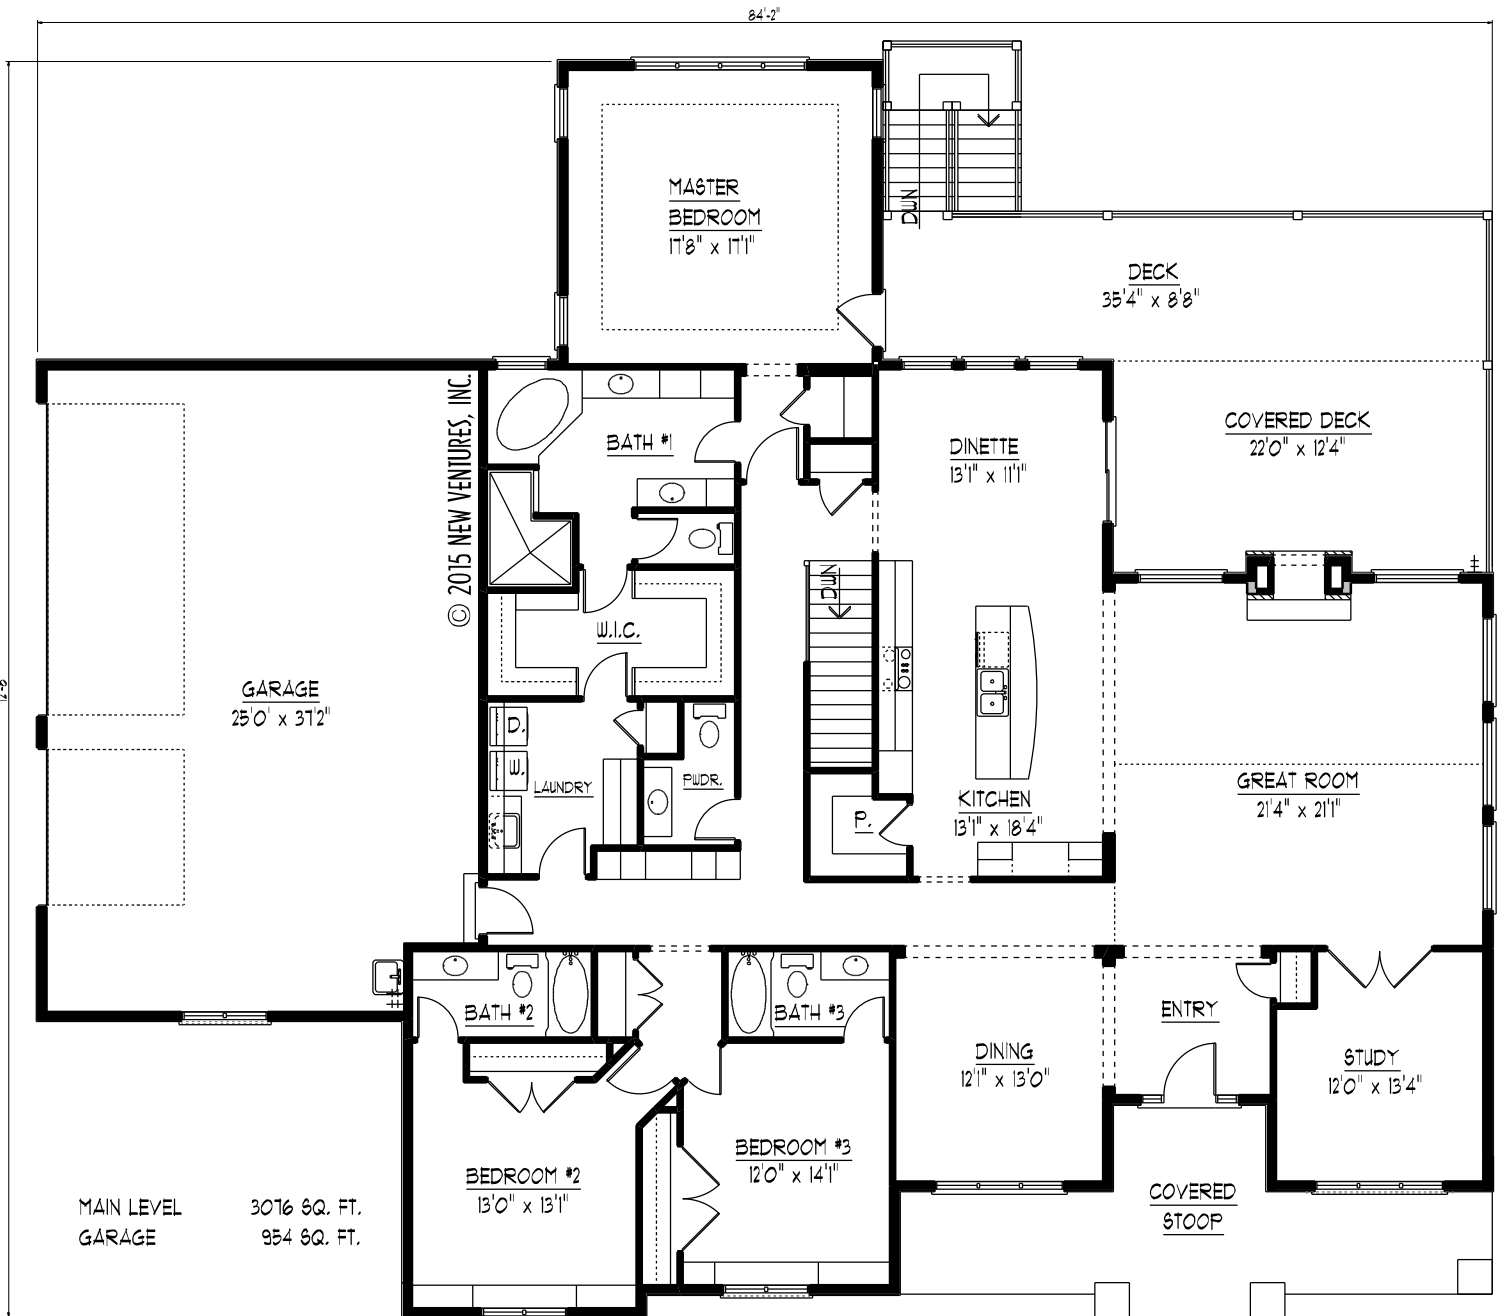 84'-2"
MASTER
BEDROOM
17'8" x 17'1"
DWN
DECK
35'4" x 8'8"
COVERED DECK
22'0" x 12'4"
© 2015 NEW VENTURES, INC.
BATH #1
DINETTE
13'1" x 11'1"
DWN
W.I.C.
GARAGE
25'0' x 37'2"
D.
W.
LAUNDRY
PWDR.
P.
KITCHEN
13'1" x 18'4"
GREAT ROOM
21'4" x 21'1"
BATH #2
BATH #3
ENTRY
DINING
12'1" x 13'0"
STUDY
12'0" x 13'4"
BEDROOM #2
13'0" x 13'1"
BEDROOM #3
12'0" x 14'1"
COVERED
STOOP
MAIN LEVEL 3076 SQ. FT.
GARAGE 954 SQ. FT.